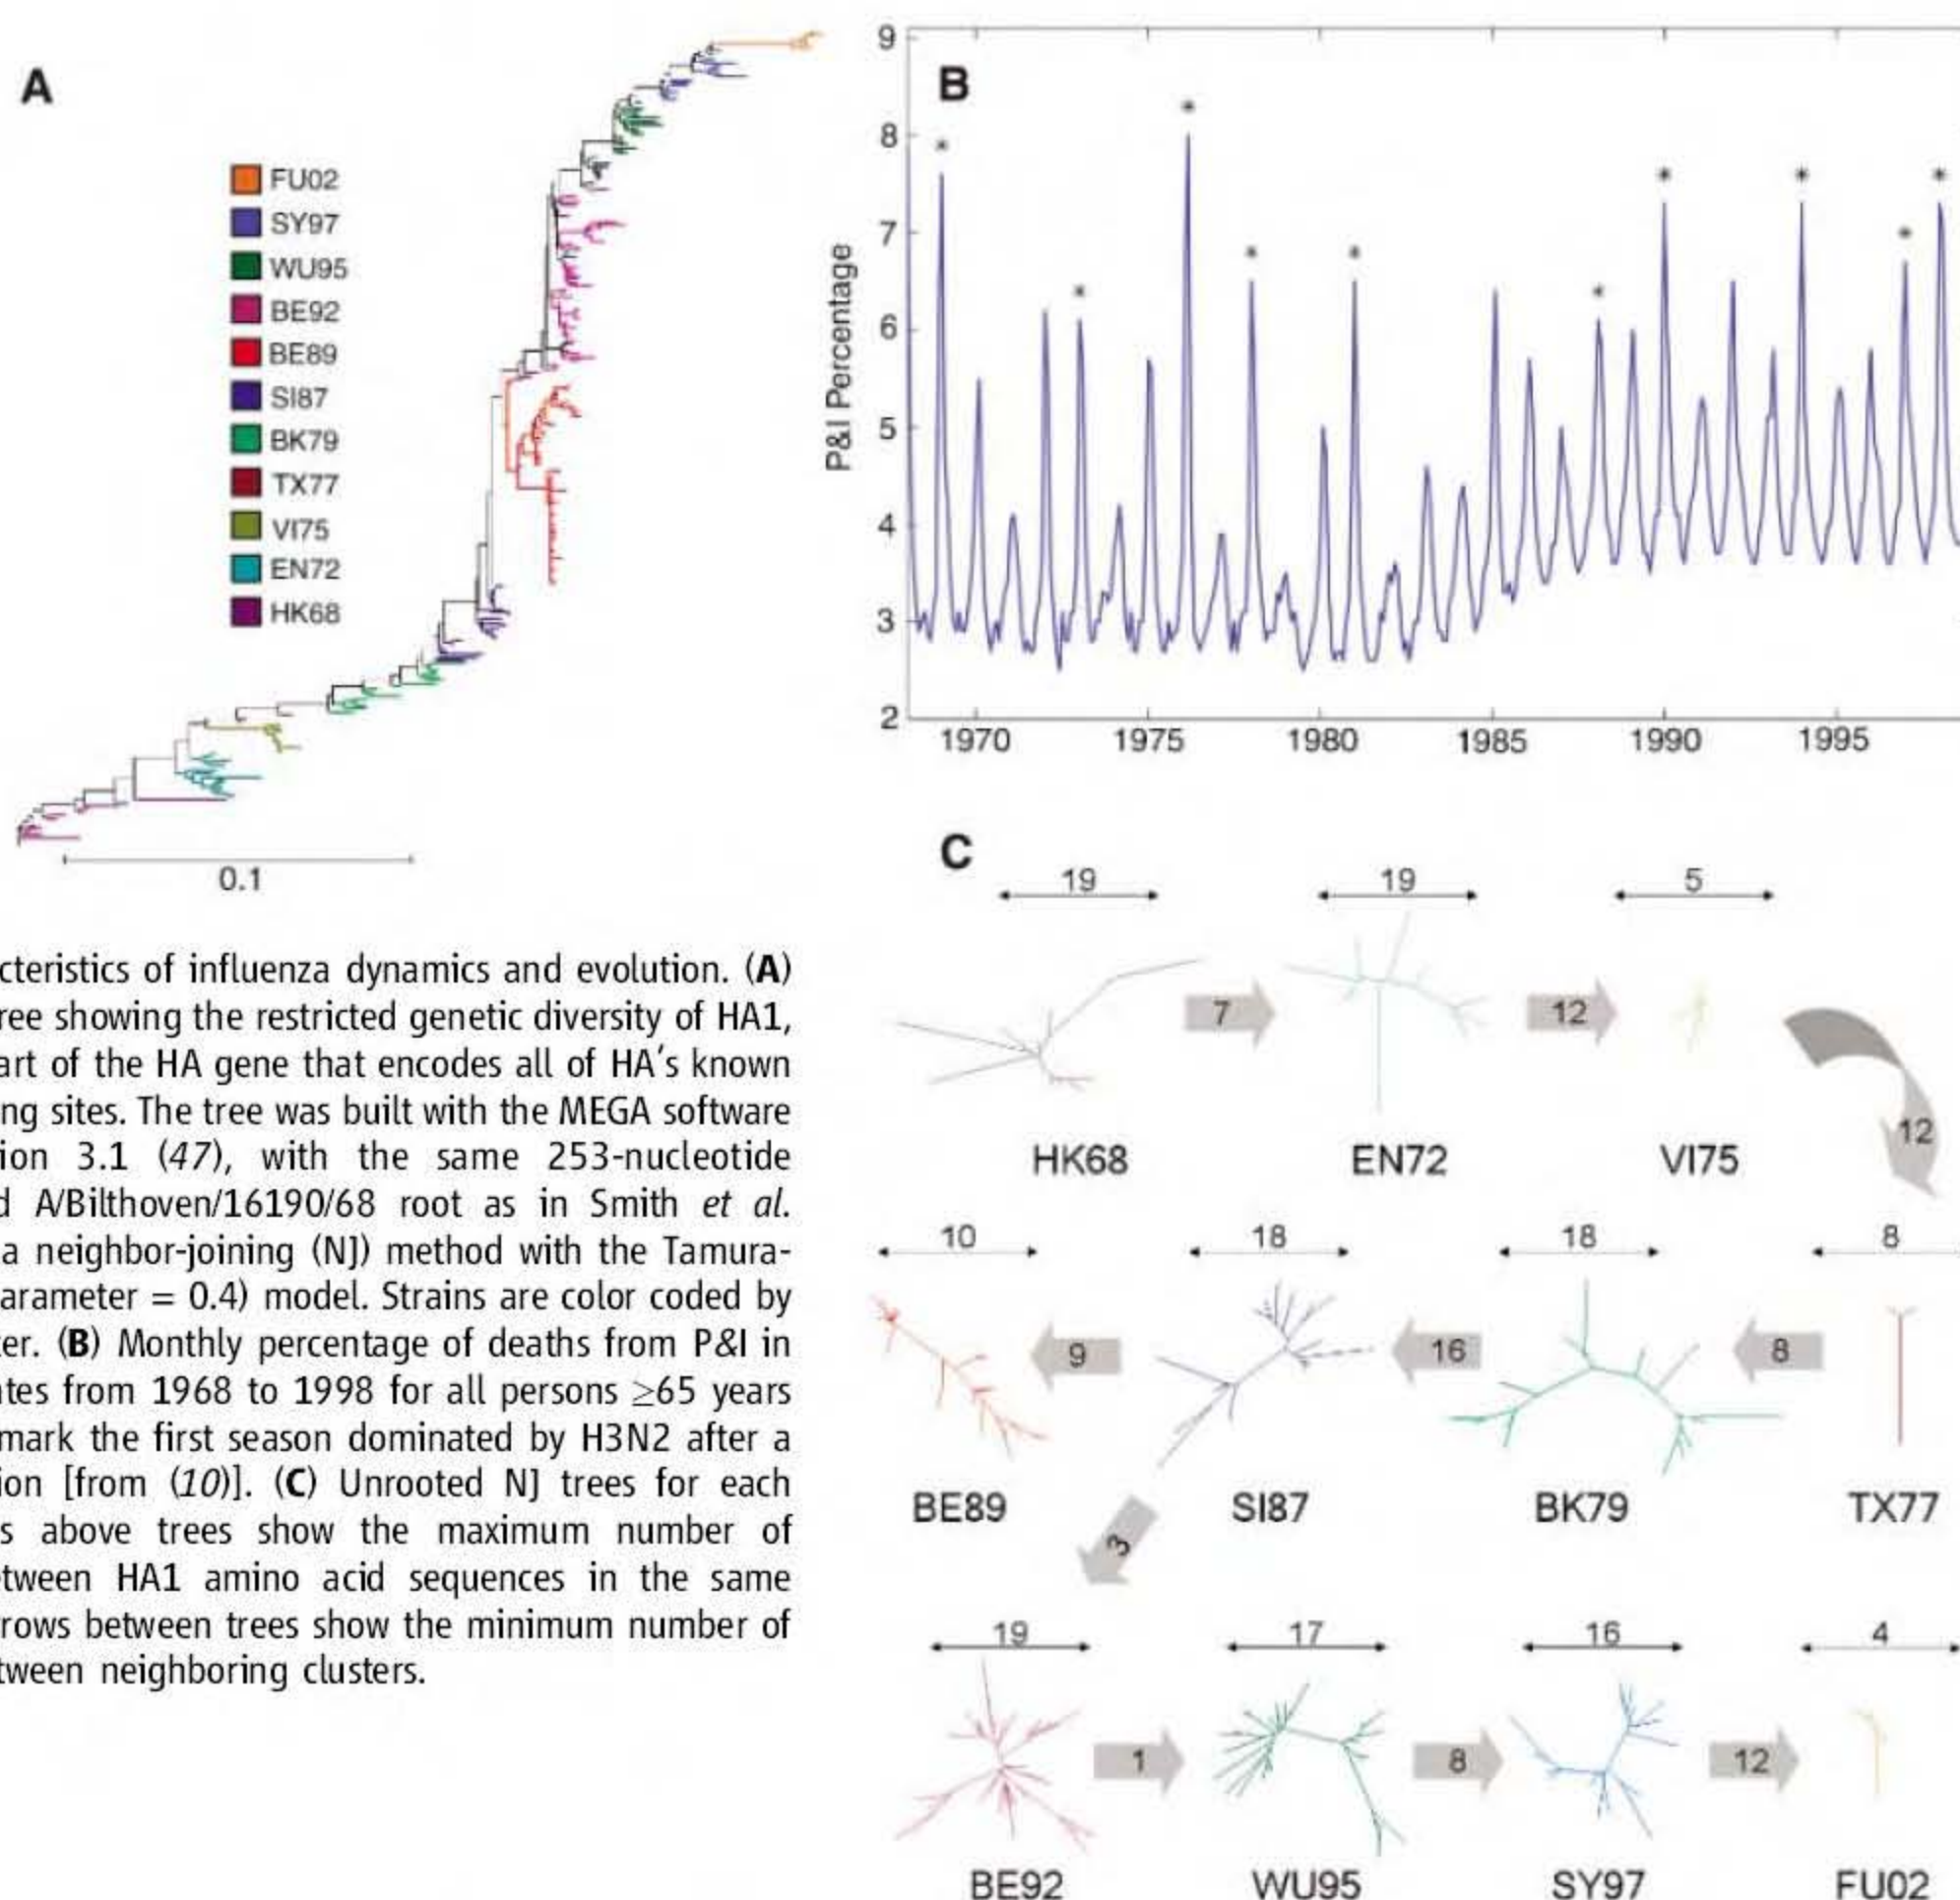 A
FU02
SY97
WU95
BE92
BE89
SI87
BK79
TX77
VI75
EN72
HK68
0.1
B
P&I Percentage
9
8
7
6
5
4
3
2
* * * * * * * * * *
1970 1975 1980 1985 1990 1995
cteristics of influenza dynamics and evolution. (A)
ree showing the restricted genetic diversity of HA1,
art of the HA gene that encodes all of HA's known
ng sites. The tree was built with the MEGA software
ion 3.1 (47), with the same 253-nucleotide
d A/Bilthoven/16190/68 root as in Smith et al.
a neighbor-joining (NJ) method with the Tamura-
arameter = 0.4) model. Strains are color coded by
ter. (B) Monthly percentage of deaths from P&I in
ates from 1968 to 1998 for all persons ≥65 years
mark the first season dominated by H3N2 after a
ion [from (10)]. (C) Unrooted NJ trees for each
s above trees show the maximum number of
etween HA1 amino acid sequences in the same
rows between trees show the minimum number of
tween neighboring clusters.
C
19 19 5
7 12
12
HK68 EN72 VI75
10 18 18 8
9 16 8
BE89 SI87 BK79 TX77
3
19 17 16 4
1 8 12
BE92 WU95 SY97 FU02